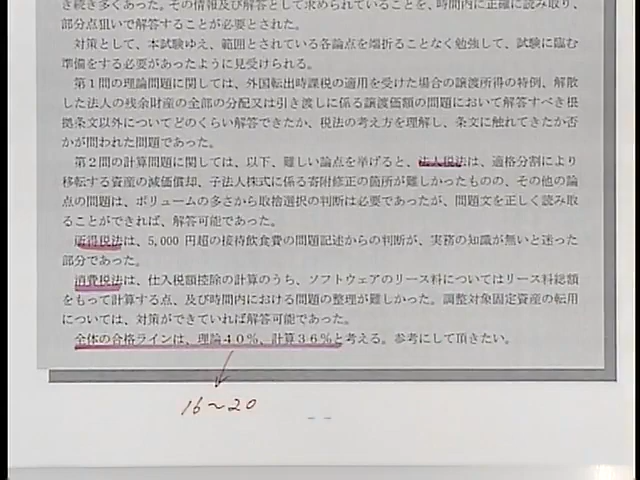 き続き多くあった。その情報及び解答として求められていることを、時間内に正確に読み取り、
部分点狙いで解答することが必要とされた。
対策として、本試験ゆえ、範囲とされている各論点を端折ることなく勉強して、試験に臨む
準備をする必要があったように見受けられる。
第１問の理論問題に関しては、外国転出時課税の適用を受けた場合の譲渡所得の特例、解散
した法人の残余財産の全部の分配又は引き渡しに係る譲渡価額の問題において解答すべき根
拠条文以外についてどのくらい解答できたか、税法の考え方を理解し、条文に触れてきたか否
かが問われた問題であった。
第２問の計算問題に関しては、以下、難しい論点を挙げると、法人税法は、適格分割により
移転する資産の減価償却、子法人株式に係る寄附修正の箇所が難しかったものの、その他の論
点の問題は、ボリュームの多さから取捨選択の判断は必要であったが、問題文を正しく読み取
ることができれば、解答可能であった。
所得税法は、5,000 円超の接待飲食費の問題記述からの判断が、実務の知識が無いと迷った
部分であった。
消費税法は、仕入税額控除の計算のうち、ソフトウェアのリース料についてはリース料総額
をもって計算する点、及び時間内における問題の整理が難しかった。調整対象固定資産の転用
については、対策ができていれば解答可能であった。
全体の合格ラインは、理論４０％、計算３６％と考える。参考にして頂きたい。
16～20